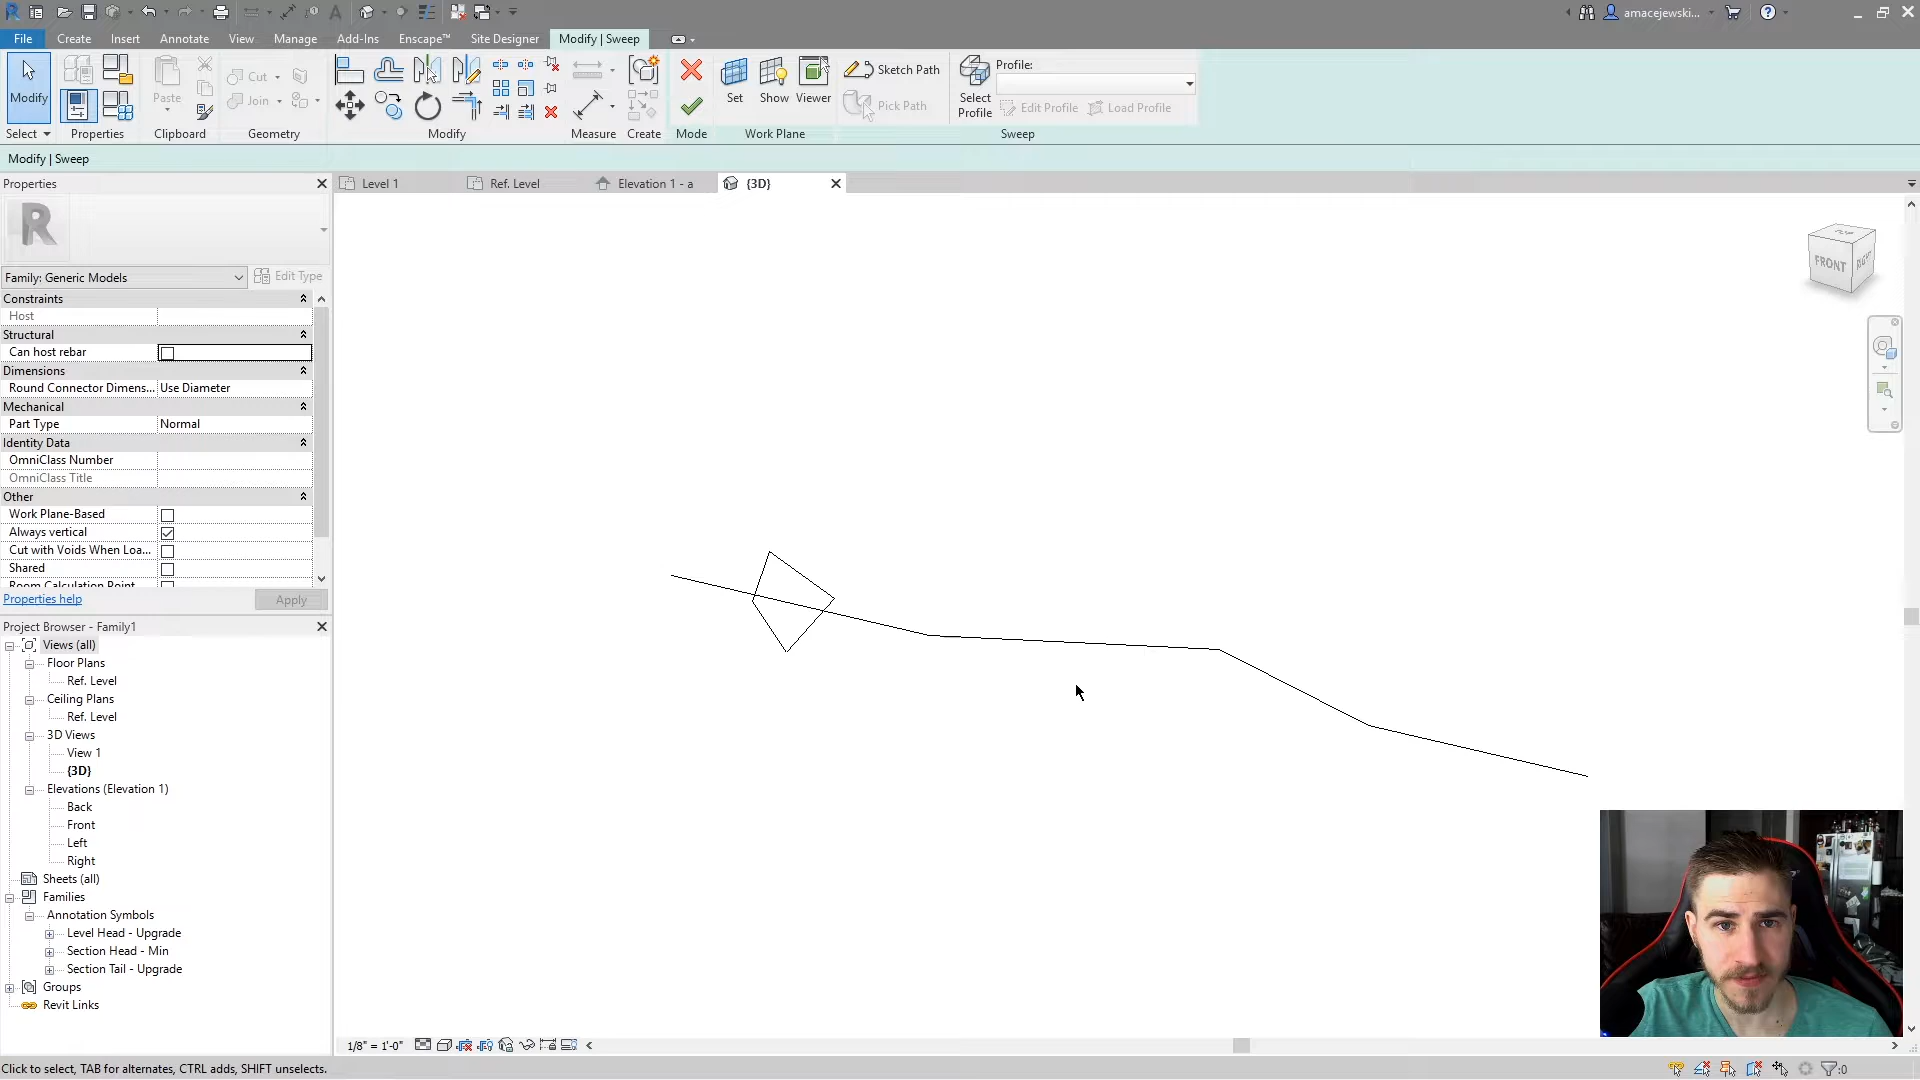 amacejewski...
File Create Insert Annotate View Manage Add-Ins Enscape™ Site Designer Modify | Sweep
Modify
Paste
Cut
Join
Set Show Viewer
Sketch Path
Pick Path
Select Profile
Profile:
Edit Profile Load Profile
Select Properties Clipboard Geometry Modify Measure Create Mode Work Plane Sweep
Modify | Sweep
Properties
Level 1 Ref. Level Elevation 1 - a {3D}
R
Family: Generic Models Edit Type
Constraints
Host
Structural
Can host rebar
Dimensions
Round Connector Dimens... Use Diameter
Mechanical
Part Type Normal
Identity Data
OmniClass Number
OmniClass Title
Other
Work Plane-Based
Always vertical
Cut with Voids When Loa...
Shared
Room Calculation Point
Properties help Apply
Project Browser - Family1
Views (all)
Floor Plans
Ref. Level
Ceiling Plans
Ref. Level
3D Views
View 1
{3D}
Elevations (Elevation 1)
Back
Front
Left
Right
Sheets (all)
Families
Annotation Symbols
Level Head - Upgrade
Section Head - Min
Section Tail - Upgrade
Groups
Revit Links
TOP
FRONT
RIGHT
1/8" = 1'-0"
Click to select, TAB for alternates, CTRL adds, SHIFT unselects.
:0